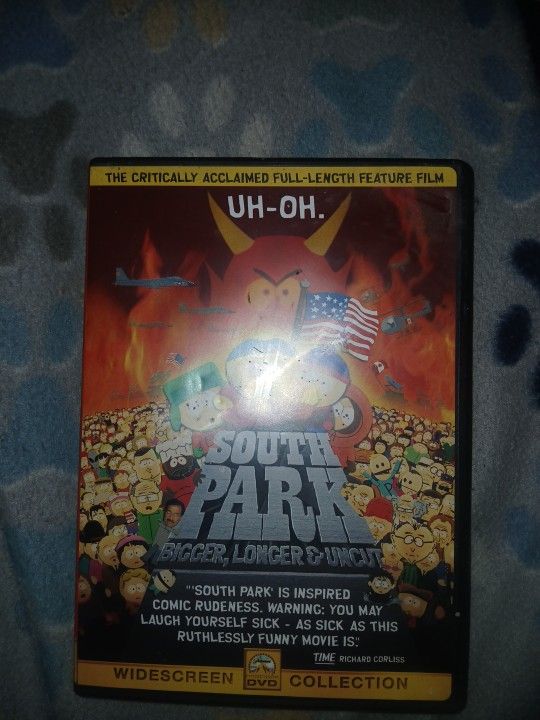 THE CRITICALLY ACCLAIMED FULL-LENGTH FEATURE FILM
UH-OH.
SOUTH
PARK
BIGGER, LONGER & UNCUT
"'SOUTH PARK' IS INSPIRED
COMIC RUDENESS. WARNING: YOU MAY
LAUGH YOURSELF SICK - AS SICK AS THIS
RUTHLESSLY FUNNY MOVIE IS."
TIME RICHARD CORLISS
WIDESCREEN DVD COLLECTION